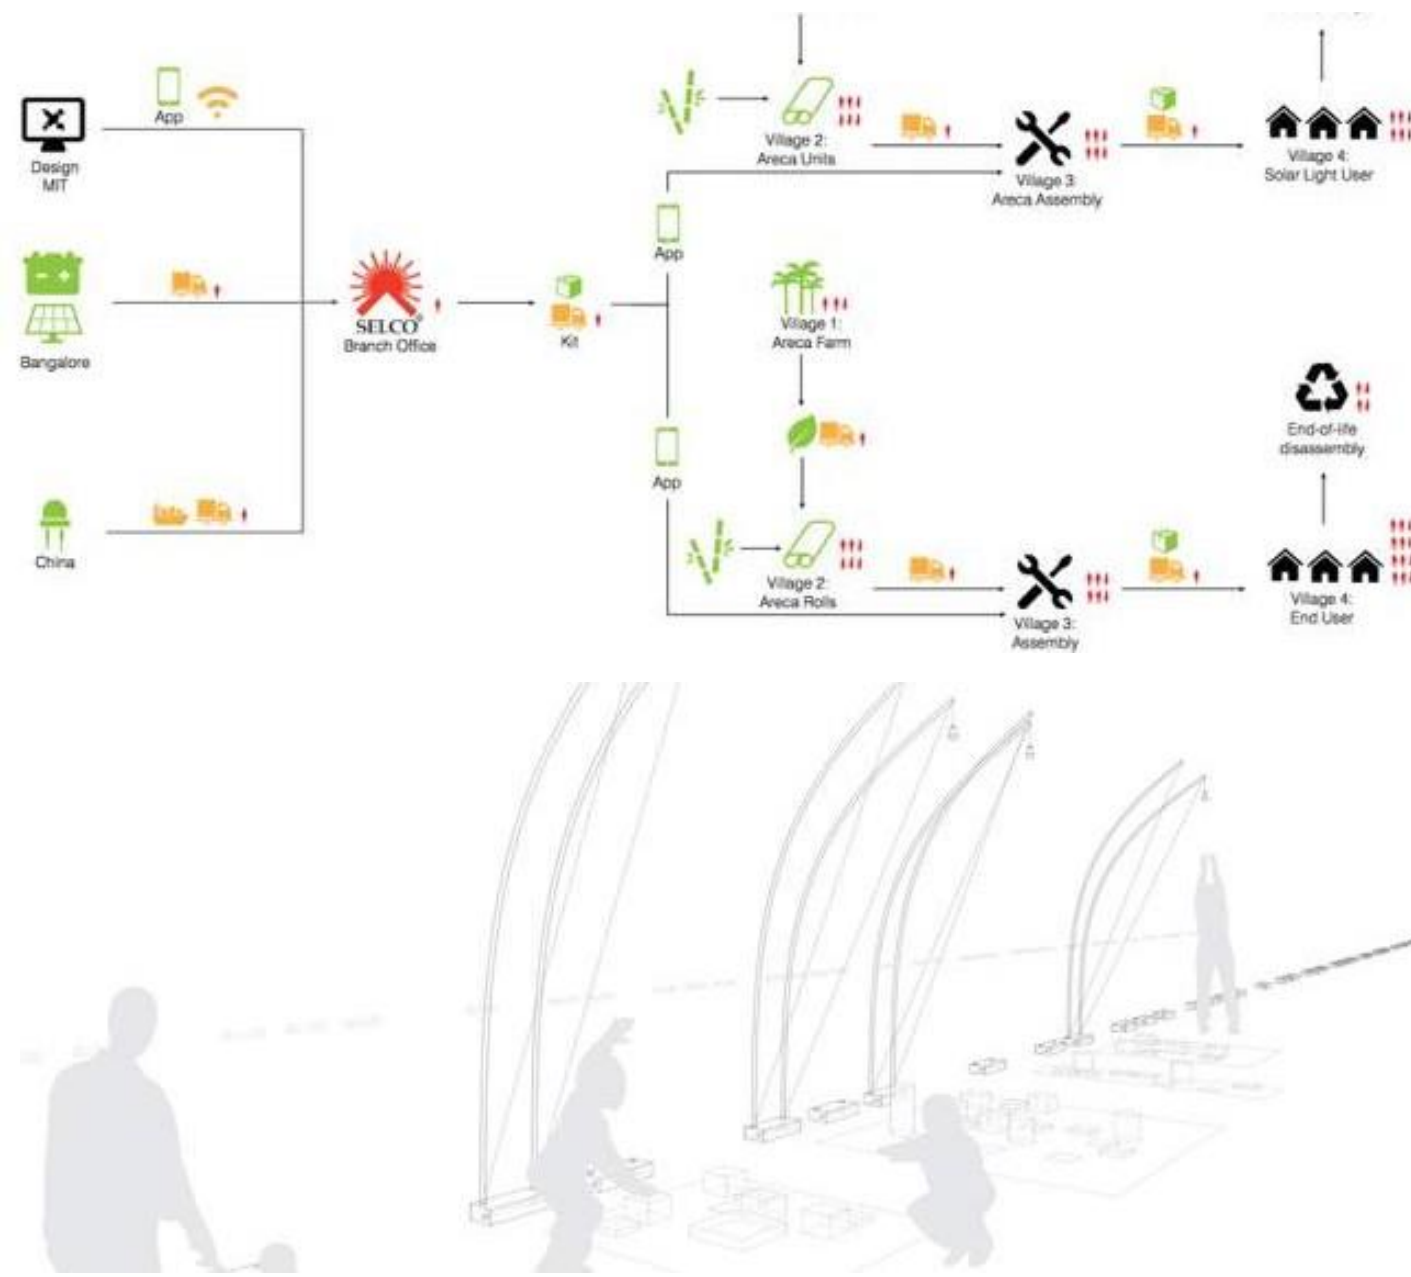 App
Design
MIT
Bangalore
China
SELCO®
Branch Office
Kit
App
App
Village 2:
Areca Units
Village 3:
Areca Assembly
Village 4:
Solar Light User
Village 1:
Areca Farm
Village 2:
Areca Rolls
Village 3:
Assembly
End-of-life
disassembly
Village 4:
End User